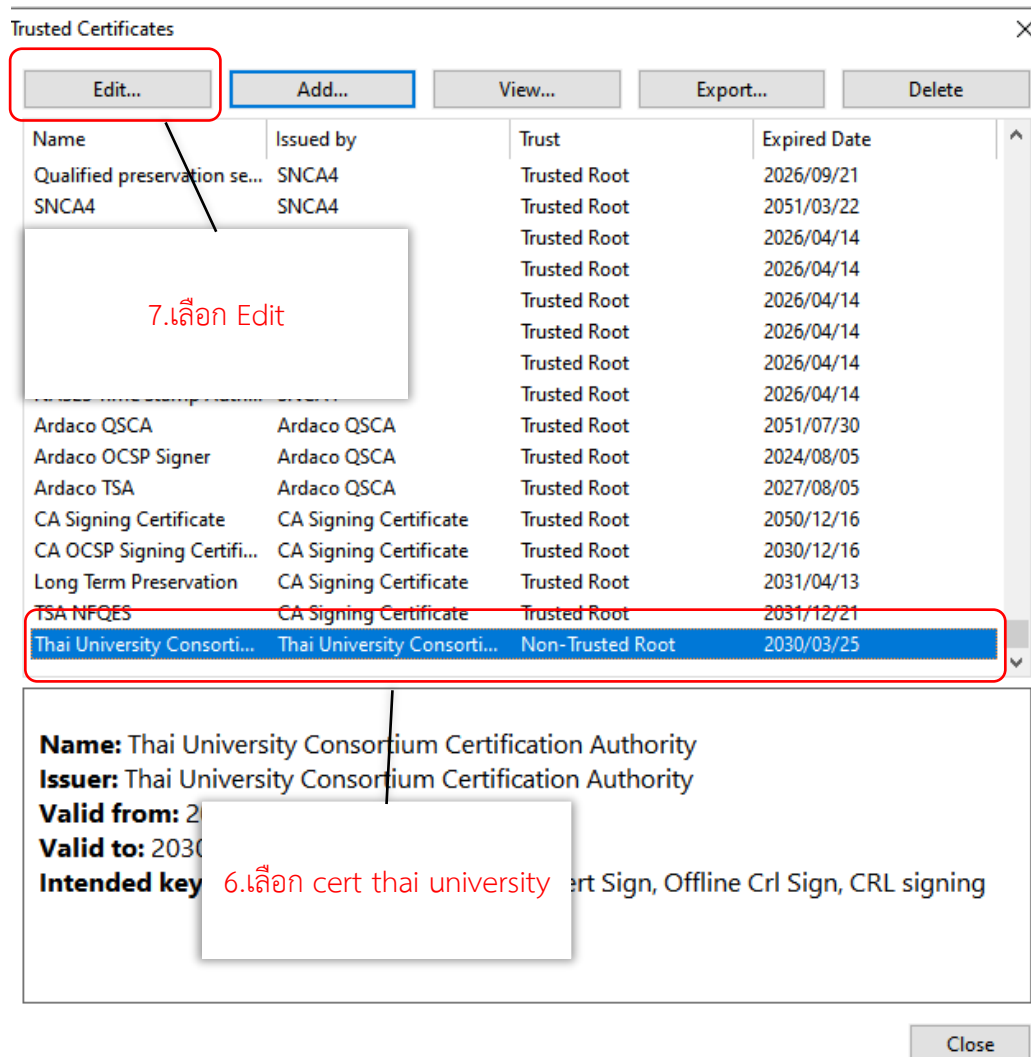 Trusted Certificates
Edit... Add... View... Export... Delete
Name Issued by Trust Expired Date
Qualified preservation se... SNCA4 Trusted Root 2026/09/21
SNCA4 SNCA4 Trusted Root 2051/03/22
Trusted Root 2026/04/14
Trusted Root 2026/04/14
Trusted Root 2026/04/14
7.เลือก Edit
Trusted Root 2026/04/14
Trusted Root 2026/04/14
Trusted Root 2026/04/14
Ardaco QSCA Ardaco QSCA Trusted Root 2051/07/30
Ardaco OCSP Signer Ardaco QSCA Trusted Root 2024/08/05
Ardaco TSA Ardaco QSCA Trusted Root 2027/08/05
CA Signing Certificate CA Signing Certificate Trusted Root 2050/12/16
CA OCSP Signing Certifi... CA Signing Certificate Trusted Root 2030/12/16
Long Term Preservation CA Signing Certificate Trusted Root 2031/04/13
TSA NFQES CA Signing Certificate Trusted Root 2031/12/21
Thai University Consorti... Thai University Consorti... Non-Trusted Root 2030/03/25
Name: Thai University Consortium Certification Authority
Issuer: Thai University Consortium Certification Authority
Valid from: 2
Valid to: 2030
Intended key ert Sign, Offline Crl Sign, CRL signing
6.เลือก cert thai university
Close